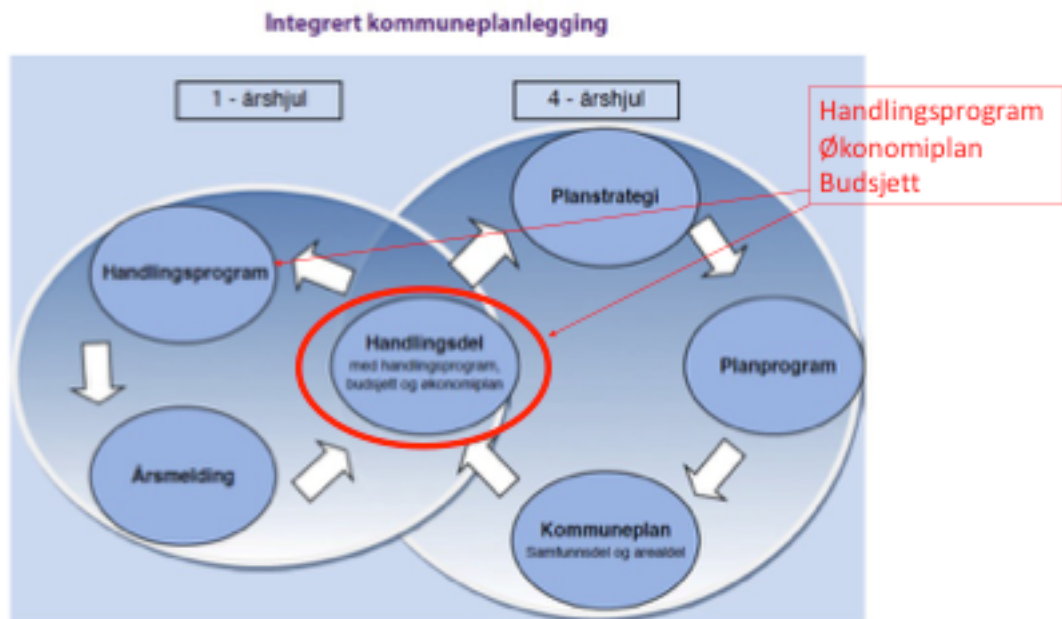 Integrert kommuneplanlegging
1 - årshjul
4 - årshjul
Handlingsprogram
Økonomiplan
Budsjett
Planstrategi
Handlingsprogram
Handlingsdel
med handlingsprogram,
budsjett og økonomiplan
Planprogram
Årsmelding
Kommuneplan
Samfunnsdel og arealdel